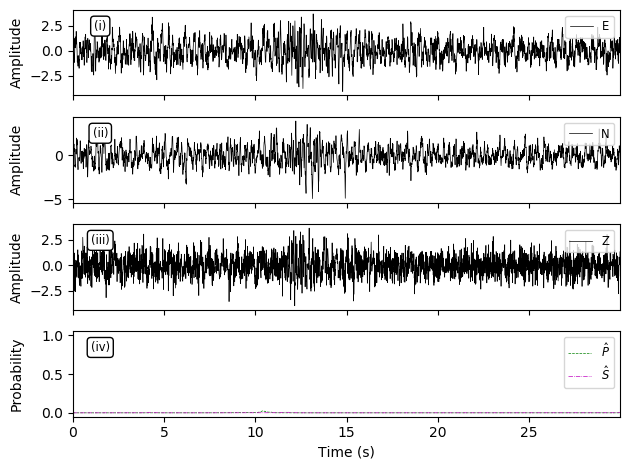 Amplitude
2.5
0.0
−2.5
(i)
E
Amplitude
0
−5
(ii)
N
Amplitude
2.5
0.0
−2.5
(iii)
Z
Probability
1.0
0.5
0.0
(iv)
P̂
Ŝ
0 5 10 15 20 25
Time (s)